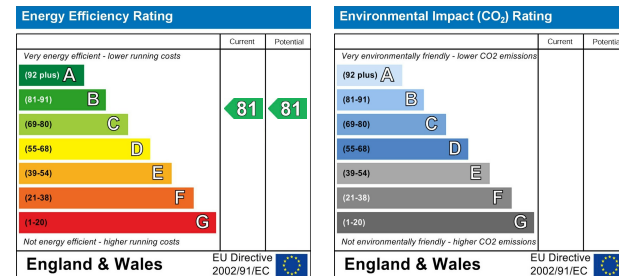 Energy Efficiency Rating
Current Potential
Very energy efficient - lower running costs
(92 plus) A
(81-91) B
81 81
(69-80) C
(55-68) D
(39-54) E
(21-38) F
(1-20) G
Not energy efficient - higher running costs
England & Wales
EU Directive
2002/91/EC
Environmental Impact (CO₂) Rating
Current Potentia
Very environmentally friendly - lower CO2 emissions
(92 plus) A
(81-91) B
(69-80) C
(55-68) D
(39-54) E
(21-38) F
(1-20) G
Not environmentally friendly - higher CO2 emissions
England & Wales
EU Directive
2002/91/EC